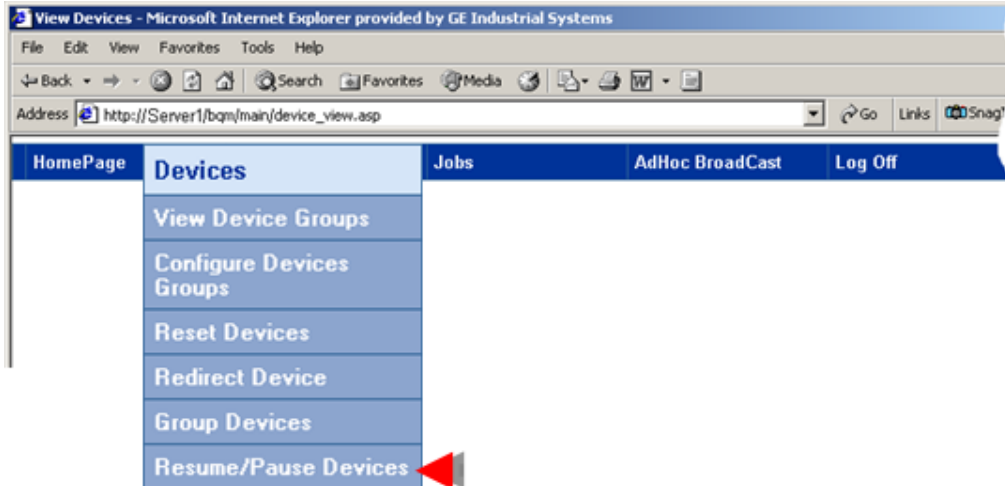 View Devices - Microsoft Internet Explorer provided by GE Industrial Systems
File Edit View Favorites Tools Help
Back Search Favorites Media
Address http://Server1/bqm/main/device_view.asp Go Links Snag
HomePage Devices Jobs AdHoc BroadCast Log Off
View Device Groups
Configure Devices
Groups
Reset Devices
Redirect Device
Group Devices
Resume/Pause Devices